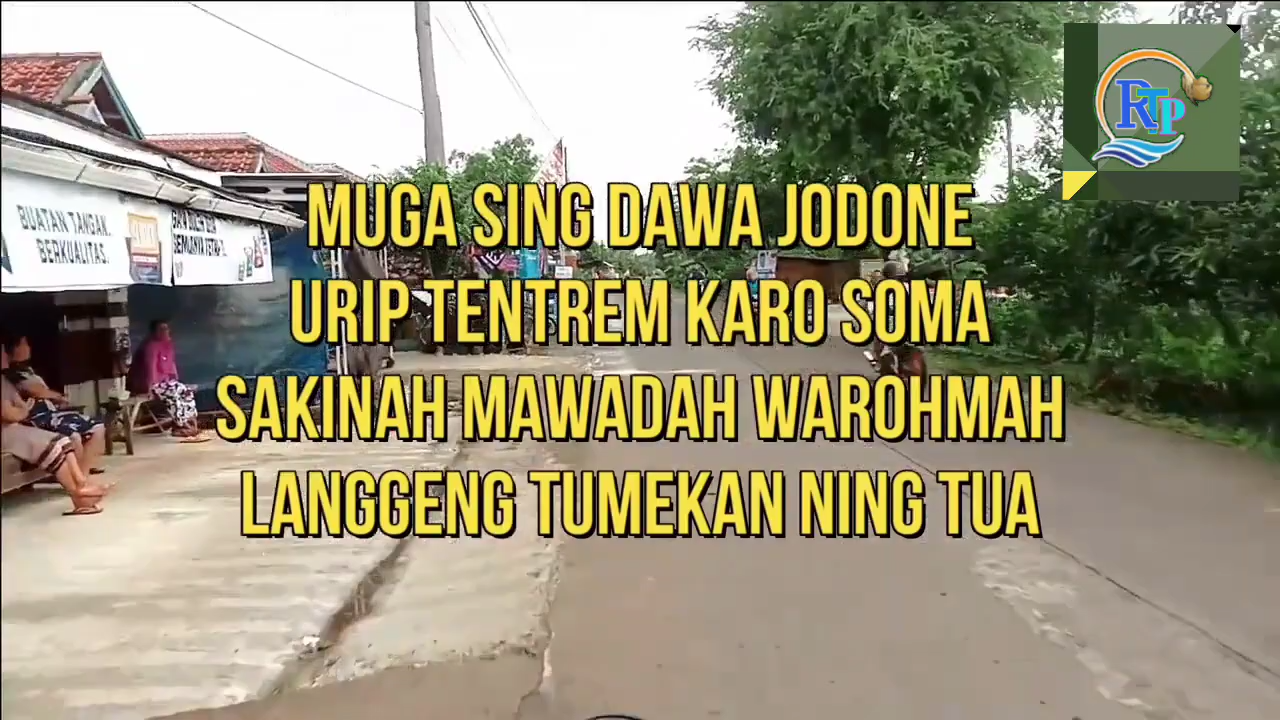 RTP
MUGA SING DAWA JODONE
URIP TENTREM KARO SOMA
SAKINAH MAWADAH WAROHMAH
LANGGENG TUMEKAN NING TUA
BUATAN TANGAN.
BERKUALITAS.